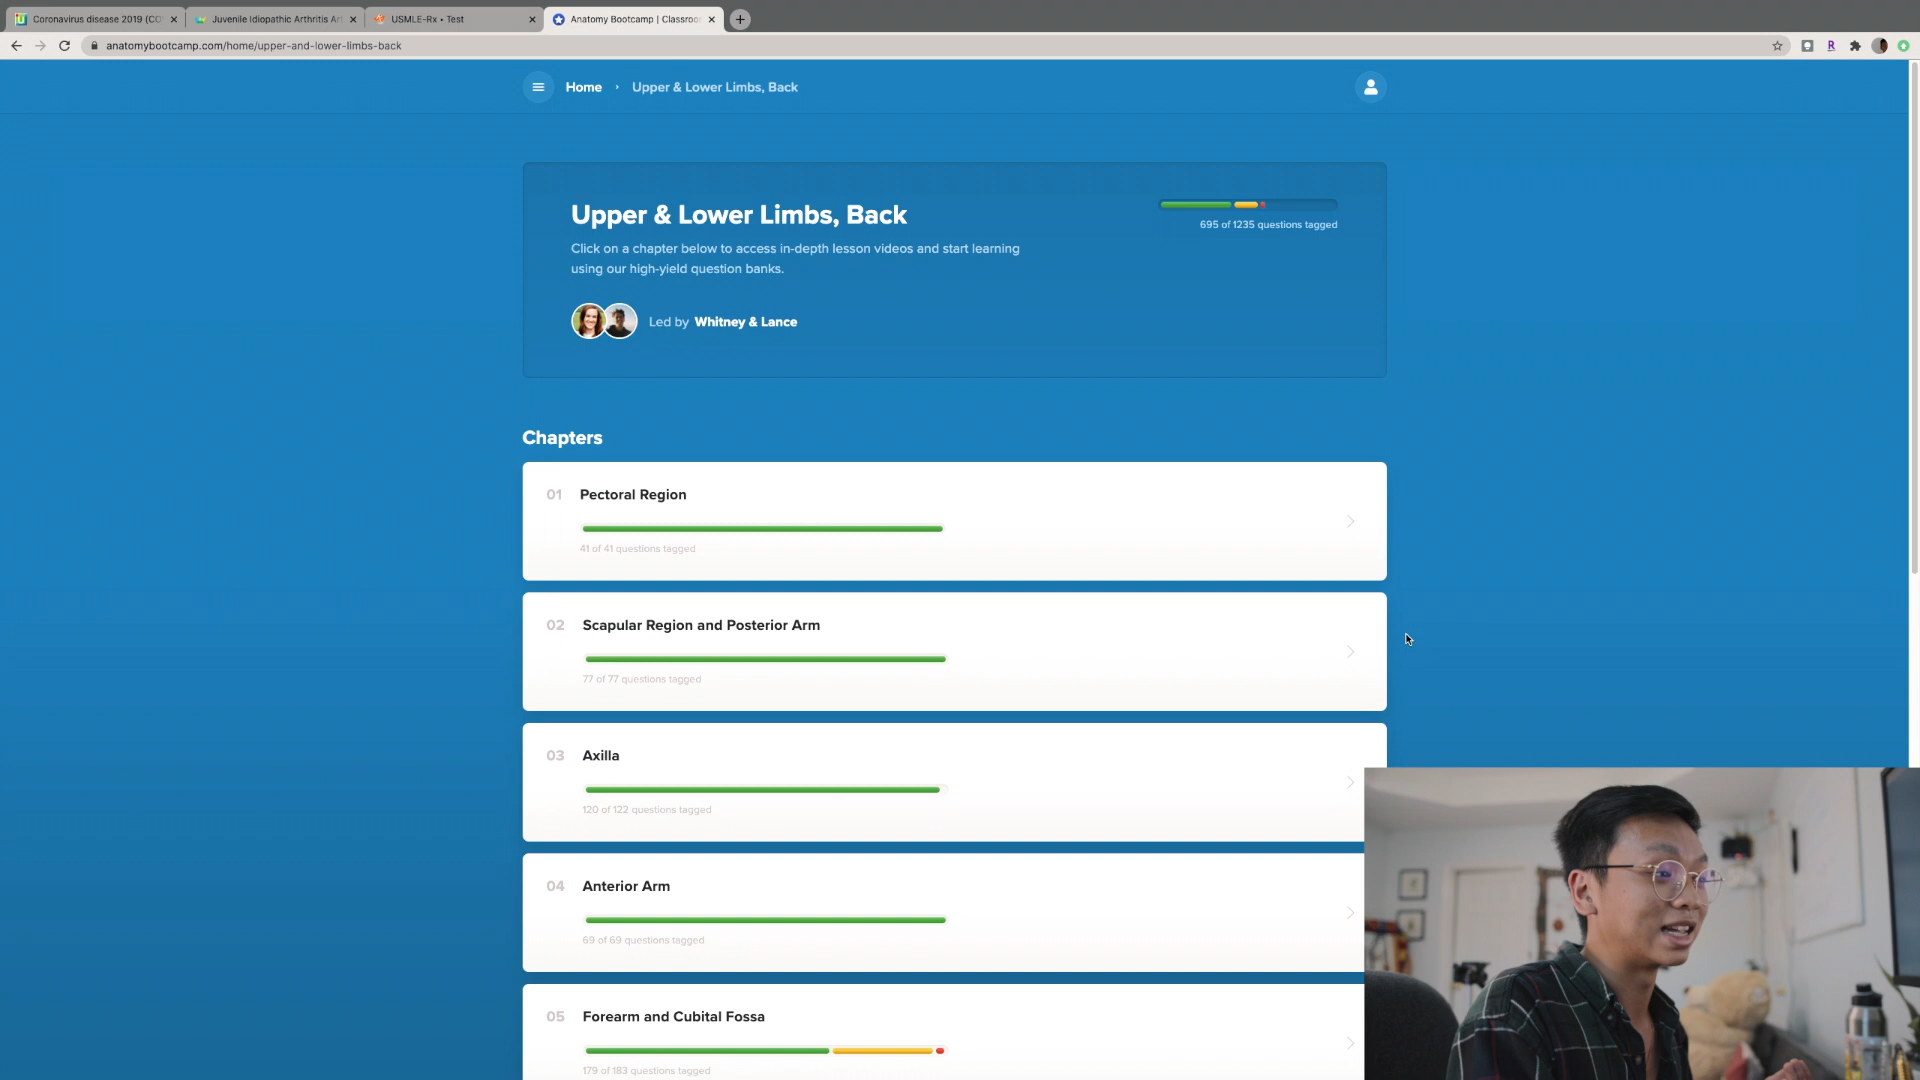 Coronavirus disease 2019 (CO
Juvenile Idiopathic Arthritis Ar
USMLE-Rx • Test
Anatomy Bootcamp | Classroo
anatomybootcamp.com/home/upper-and-lower-limbs-back
Home
Upper & Lower Limbs, Back
Upper & Lower Limbs, Back
695 of 1235 questions tagged
Click on a chapter below to access in-depth lesson videos and start learning
using our high-yield question banks.
Led by Whitney & Lance
Chapters
01 Pectoral Region
41 of 41 questions tagged
02 Scapular Region and Posterior Arm
77 of 77 questions tagged
03 Axilla
120 of 122 questions tagged
04 Anterior Arm
69 of 69 questions tagged
05 Forearm and Cubital Fossa
179 of 183 questions tagged